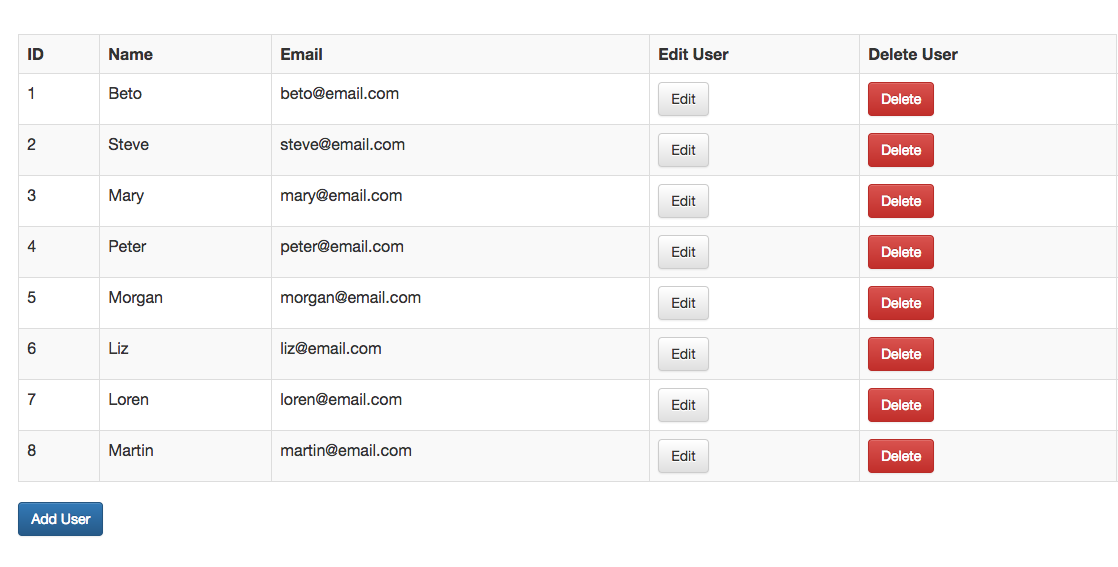 ID Name Email Edit User Delete User
1 Beto beto@email.com Edit Delete
2 Steve steve@email.com Edit Delete
3 Mary mary@email.com Edit Delete
4 Peter peter@email.com Edit Delete
5 Morgan morgan@email.com Edit Delete
6 Liz liz@email.com Edit Delete
7 Loren loren@email.com Edit Delete
8 Martin martin@email.com Edit Delete
Add User